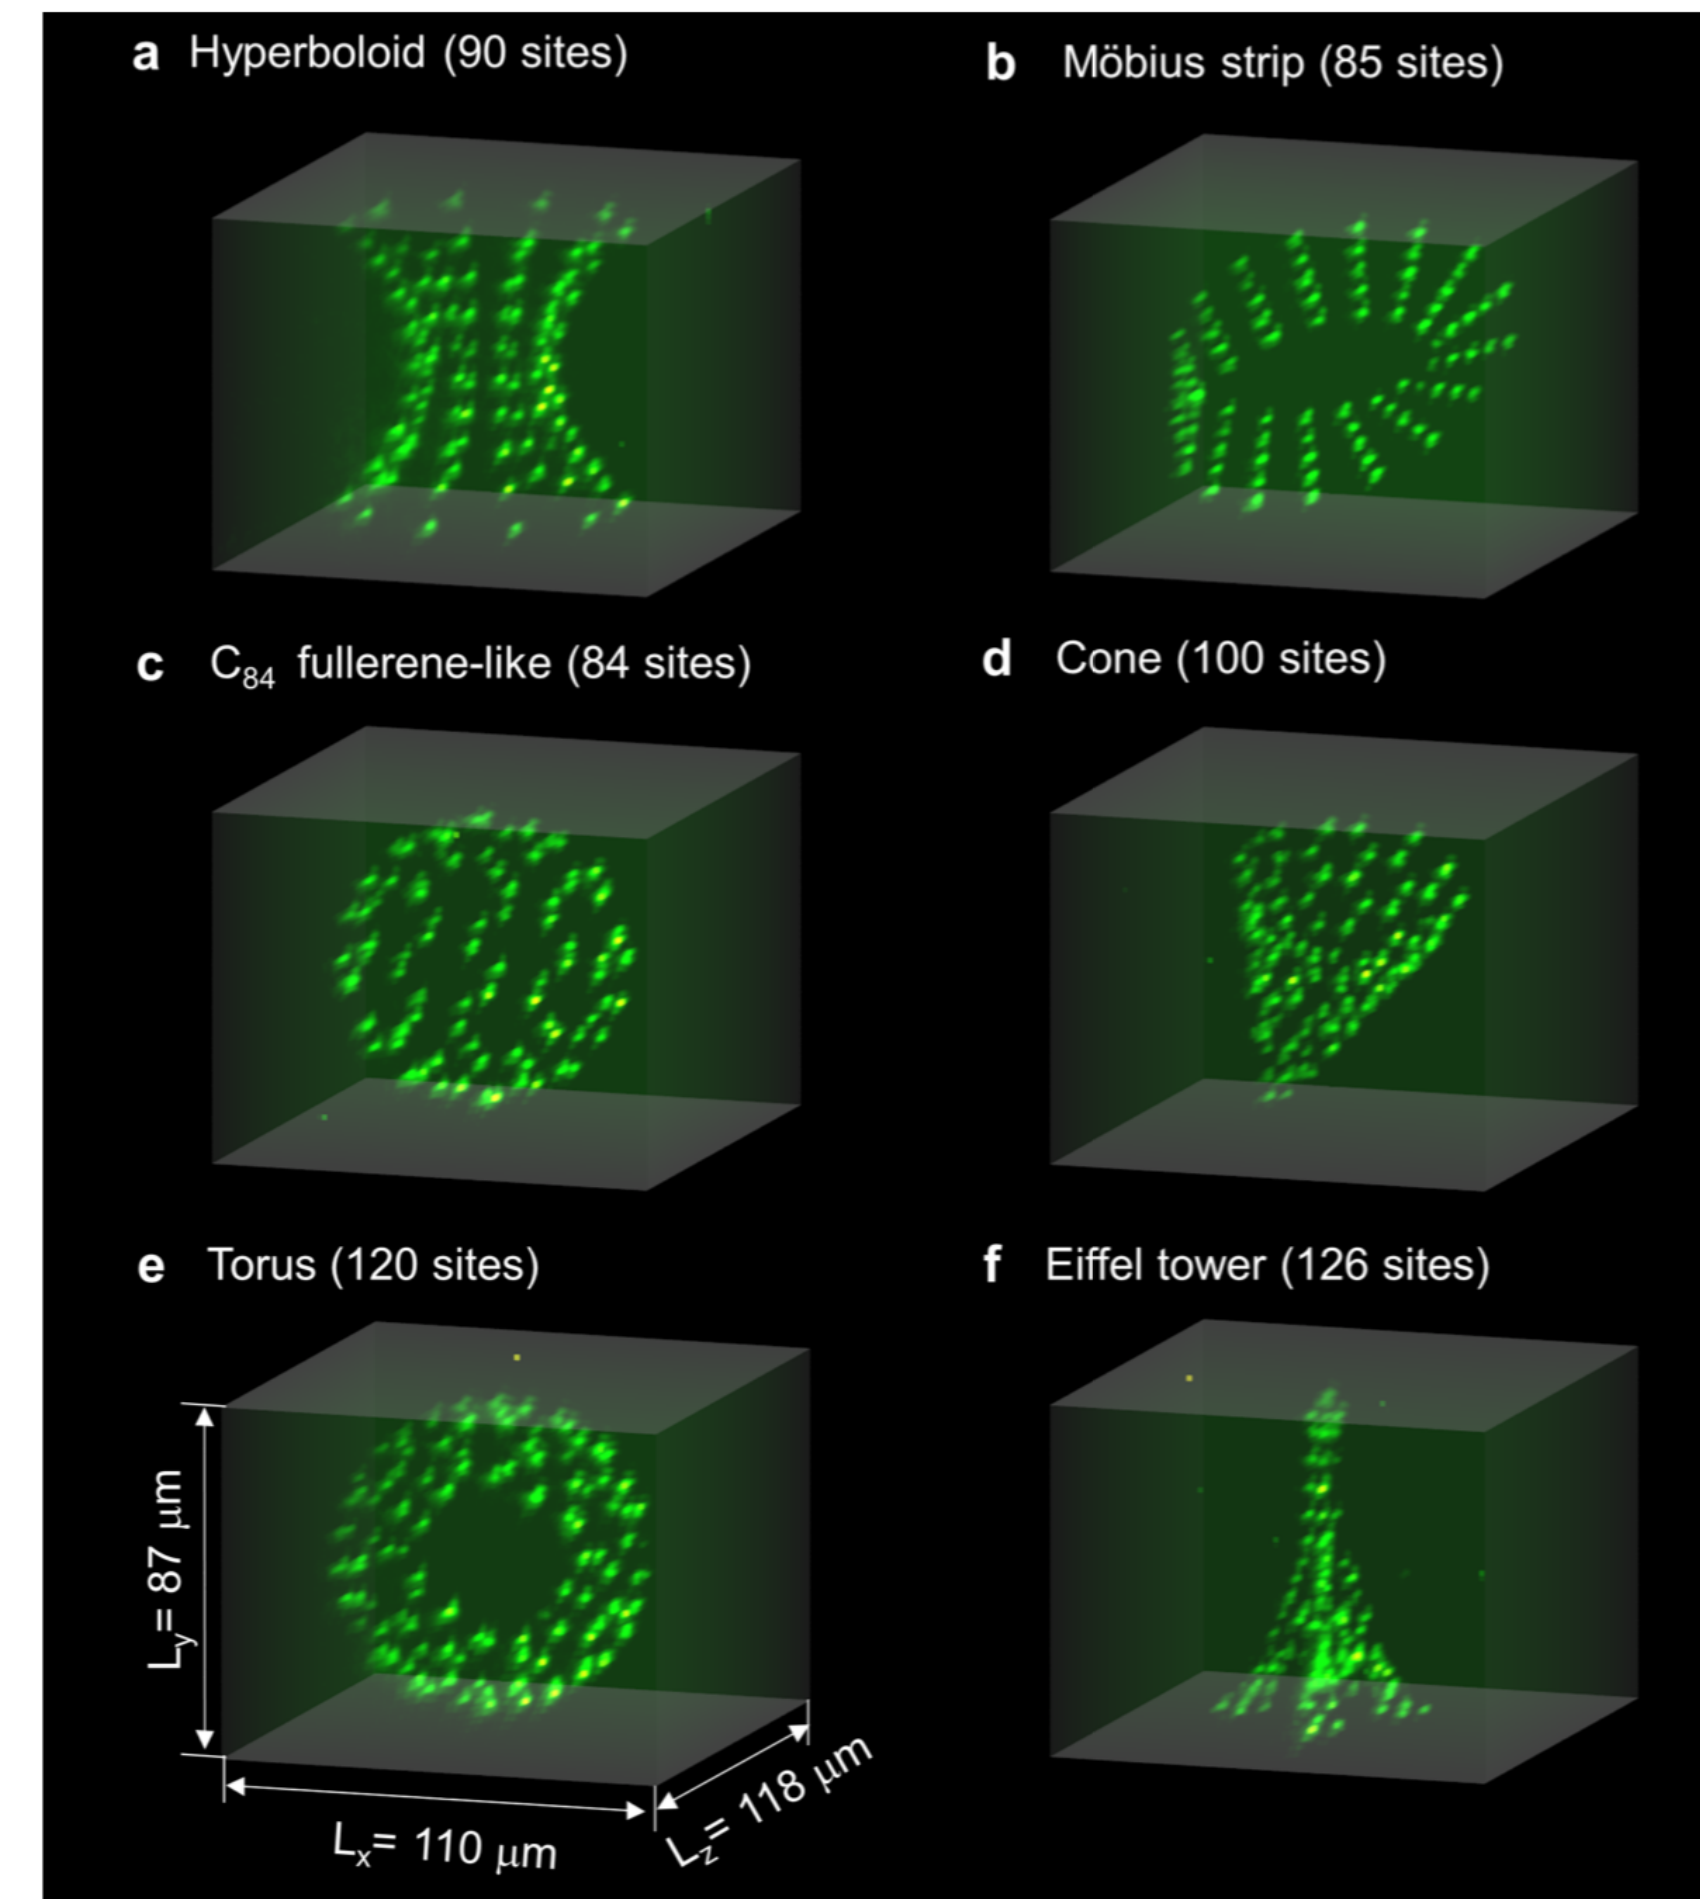 a Hyperboloid (90 sites)
b Möbius strip (85 sites)
c C₈₄ fullerene-like (84 sites)
d Cone (100 sites)
e Torus (120 sites)
f Eiffel tower (126 sites)
Ly= 87 μm
Lx= 110 μm
Lz= 118 μm